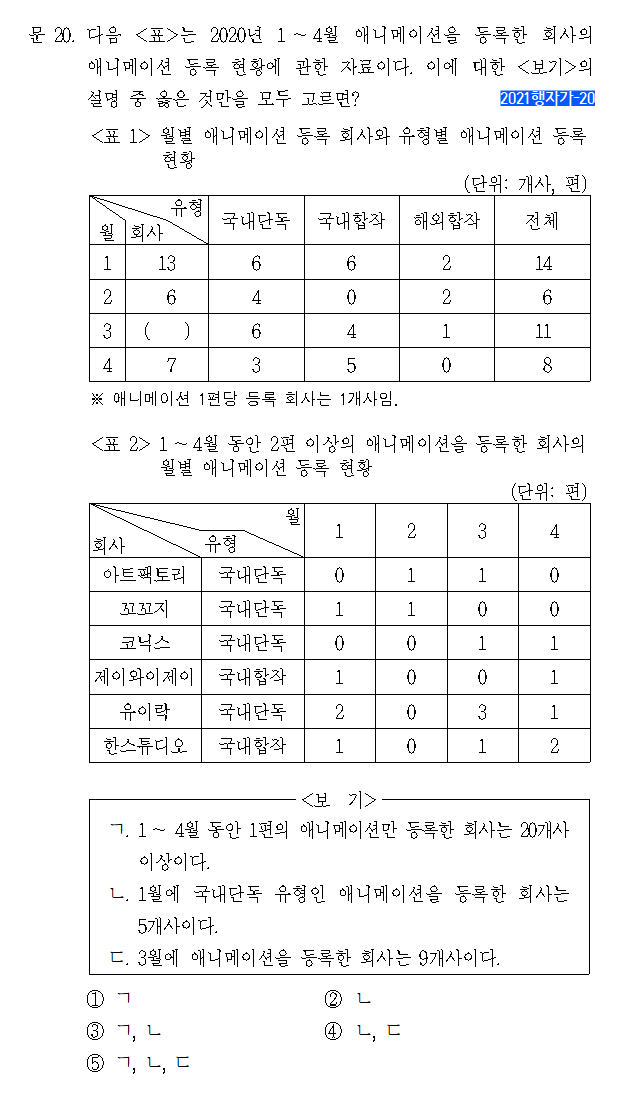 문 20. 다음 <표>는 2020년 1 ~ 4월 애니메이션을 등록한 회사의
애니메이션 등록 현황에 관한 자료이다. 이에 대한 <보기>의
설명 중 옳은 것만을 모두 고르면? 2021행자가-20
<표 1> 월별 애니메이션 등록 회사와 유형별 애니메이션 등록
현황
(단위: 개사, 편)
유형
월 회사 국내단독 국내합작 해외합작 전체
1 13 6 6 2 14
2 6 4 0 2 6
3 ( ) 6 4 1 11
4 7 3 5 0 8
※ 애니메이션 1편당 등록 회사는 1개사임.
<표 2> 1 ~ 4월 동안 2편 이상의 애니메이션을 등록한 회사의
월별 애니메이션 등록 현황
(단위: 편)
월
회사 유형 1 2 3 4
아트팩토리 국내단독 0 1 1 0
꼬꼬지 국내단독 1 1 0 0
코닉스 국내단독 0 0 1 1
제이와이제이 국내합작 1 0 0 1
유이락 국내단독 2 0 3 1
한스튜디오 국내합작 1 0 1 2
<보 기>
ㄱ. 1 ~ 4월 동안 1편의 애니메이션만 등록한 회사는 20개사
이상이다.
ㄴ. 1월에 국내단독 유형인 애니메이션을 등록한 회사는
5개사이다.
ㄷ. 3월에 애니메이션을 등록한 회사는 9개사이다.
① ㄱ ② ㄴ
③ ㄱ, ㄴ ④ ㄴ, ㄷ
⑤ ㄱ, ㄴ, ㄷ